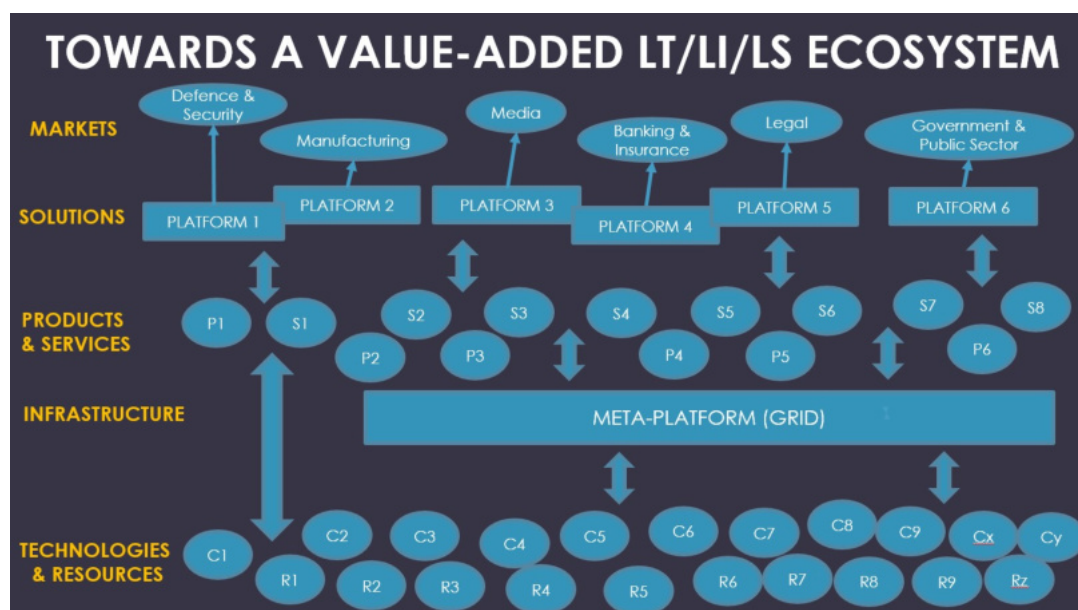 TOWARDS A VALUE-ADDED LT/LI/LS ECOSYSTEM
MARKETS
Defence &
Security
Manufacturing
Media
Banking &
Insurance
Legal
Government &
Public Sector
SOLUTIONS
PLATFORM 1
PLATFORM 2
PLATFORM 3
PLATFORM 4
PLATFORM 5
PLATFORM 6
PRODUCTS
& SERVICES
P1
S1
S2
S3
S4
S5
S6
S7
S8
P2
P3
P4
P5
P6
INFRASTRUCTURE
META-PLATFORM (GRID)
TECHNOLOGIES
& RESOURCES
C1
C2
C3
C4
C5
C6
C7
C8
C9
Cx
Cy
R1
R2
R3
R4
R5
R6
R7
R8
R9
Rz